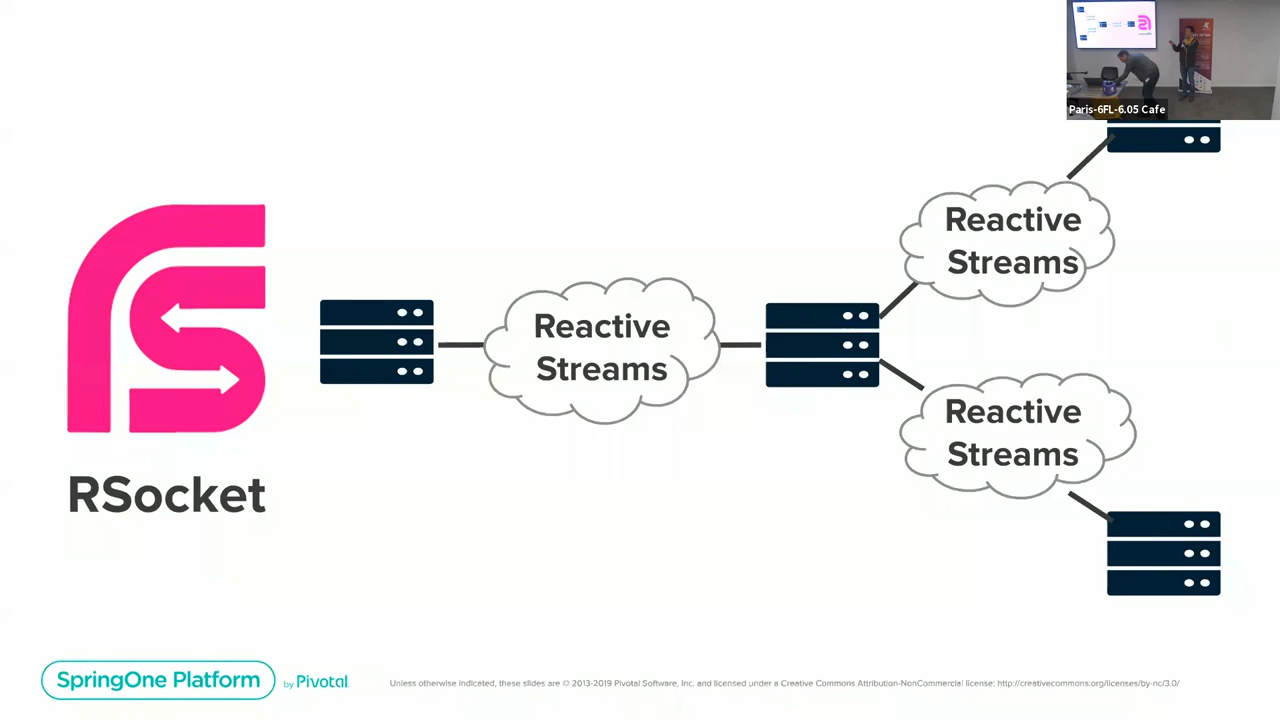 Paris-6FL-6.05 Cafe
Reactive
Streams
Reactive
Streams
Reactive
Streams
RSocket
SpringOne Platform
by Pivotal
Unless otherwise indicated, these slides are © 2013-2019 Pivotal Software, Inc. and licensed under a Creative Commons Attribution-NonCommercial license: http://creativecommons.org/licenses/by-nc/3.0/